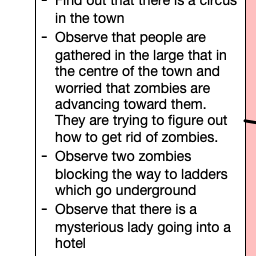 - Find out that there is a circus
in the town
- Observe that people are
gathered in the large that in
the centre of the town and
worried that zombies are
advancing toward them.
They are trying to figure out
how to get rid of zombies.
- Observe two zombies
blocking the way to ladders
which go underground
- Observe that there is a
mysterious lady going into a
hotel